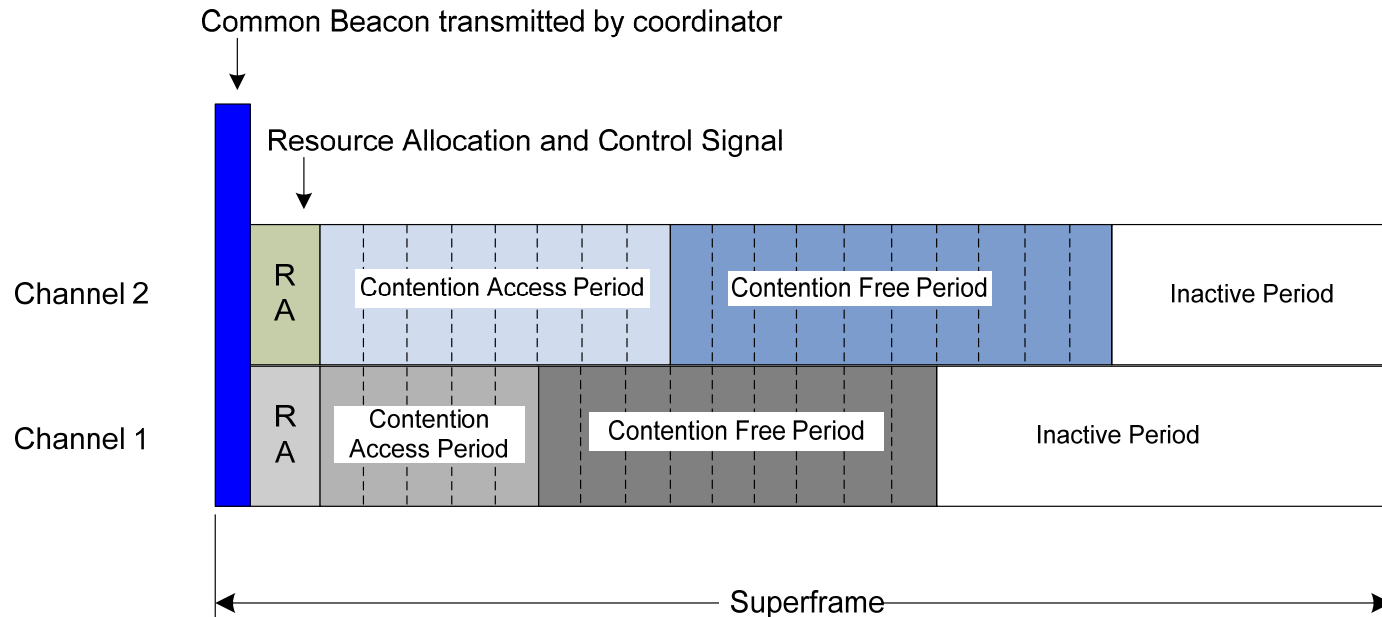 Common Beacon transmitted by coordinator
Resource Allocation and Control Signal
Channel 2
R
A
Contention Access Period
Contention Free Period
Inactive Period
Channel 1
R
A
Contention
Access Period
Contention Free Period
Inactive Period
Superframe